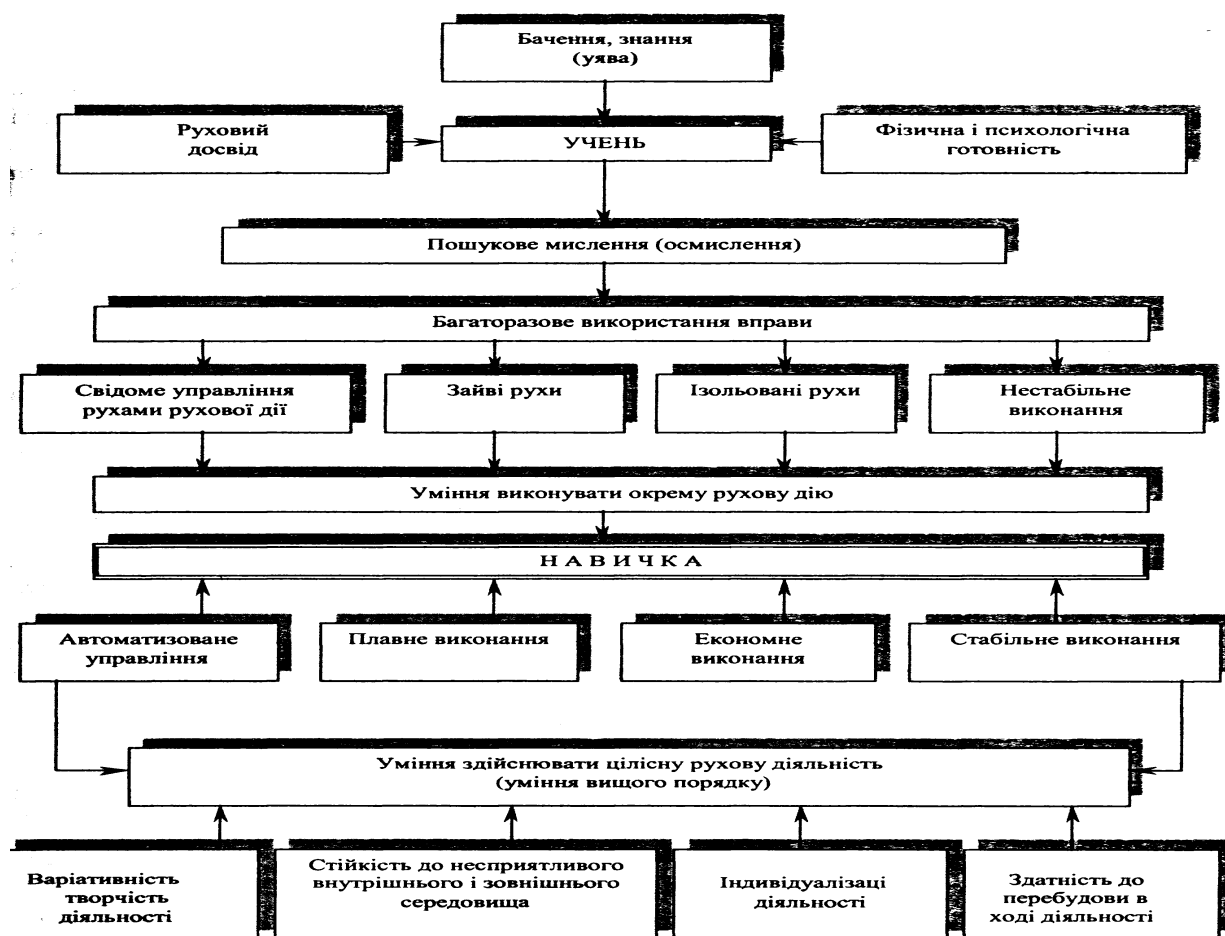 Бачення, знання
(уява)
Руховий
досвід
УЧЕНЬ
Фізична і психологічна
готовність
Пошукове мислення (осмислення)
Багаторазове використання вправи
Свідоме управління
рухами рухової дії
Зайві рухи
Ізольовані рухи
Нестабільне
виконання
Уміння виконувати окрему рухову дію
Н А В И Ч К А
Автоматизоване
управління
Плавне виконання
Економне
виконання
Стабільне виконання
Уміння здійснювати цілісну рухову діяльність
(уміння вищого порядку)
Варіативність
творчість
діяльності
Стійкість до несприятливого
внутрішнього і зовнішнього
середовища
Індивідуалізаці
діяльності
Здатність до
перебудови в
ході діяльності